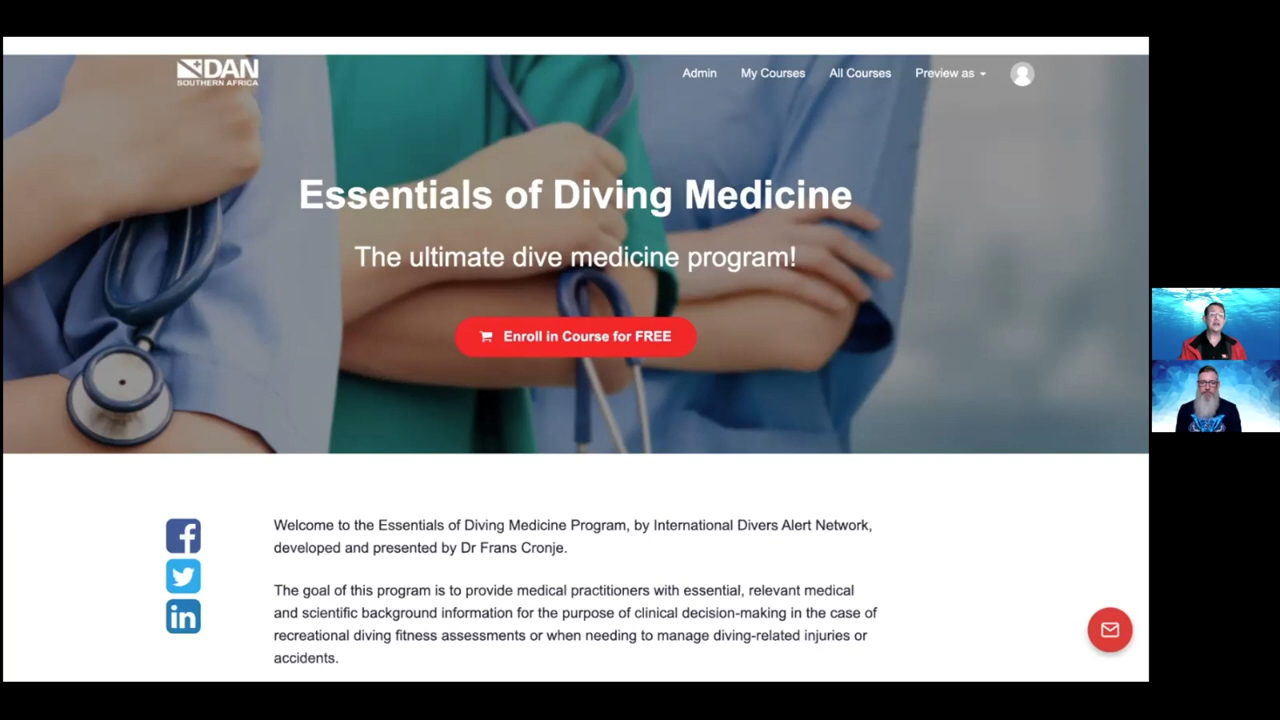 DAN
SOUTHERN AFRICA
Admin My Courses All Courses Preview as
Essentials of Diving Medicine
The ultimate dive medicine program!
Enroll in Course for FREE
Welcome to the Essentials of Diving Medicine Program, by International Divers Alert Network,
developed and presented by Dr Frans Cronje.
The goal of this program is to provide medical practitioners with essential, relevant medical
and scientific background information for the purpose of clinical decision-making in the case of
recreational diving fitness assessments or when needing to manage diving-related injuries or
accidents.